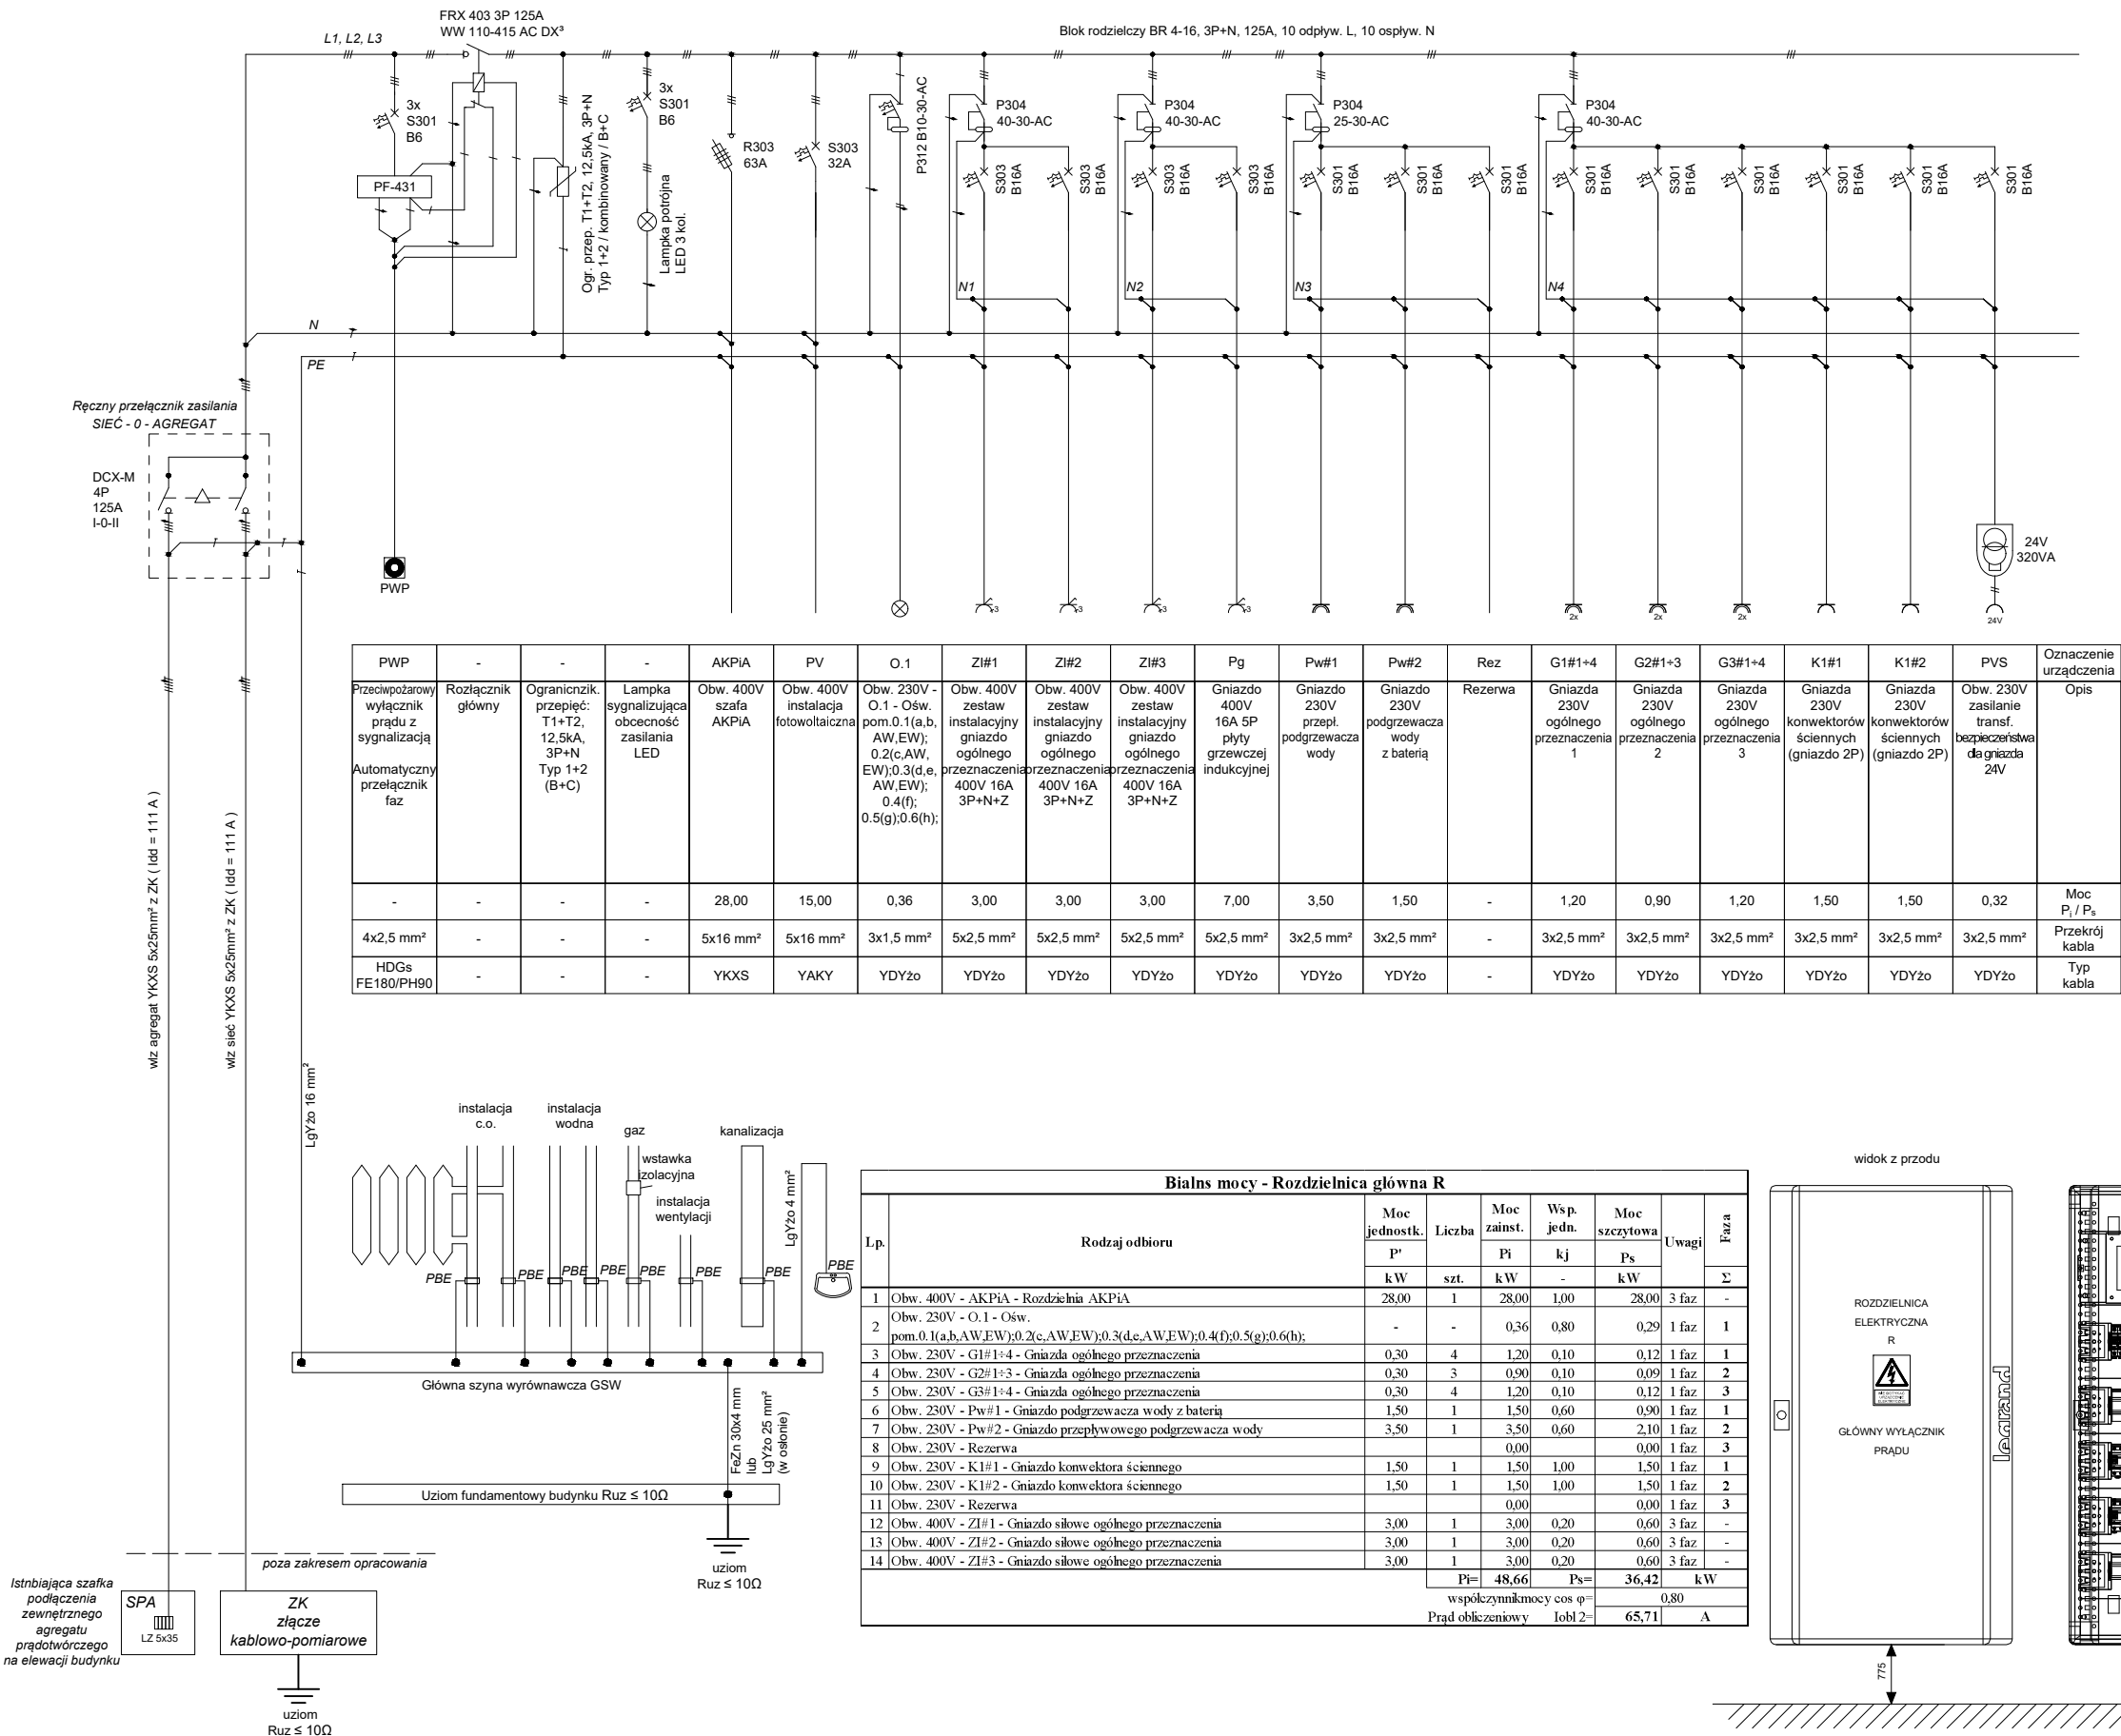 FRX 403 3P 125A
WW 110-415 AC DX³
L1, L2, L3
Blok rodzielczy BR 4-16, 3P+N, 125A, 10 odpływ. L, 10 ospływ. N
3x
S301
B6
PF-431
Ogr. przep. T1+T2, 12,5kA, 3P+N
Typ 1+2 / kombinowany / B+C
3x
S301
B6
Lampka potrójna
LED 3 kol.
R303
63A
S303
32A
P312 B10-30-AC
P304
40-30-AC
S303
B16A
S303
B16A
P304
40-30-AC
S303
B16A
S303
B16A
P304
25-30-AC
S301
B16A
S301
B16A
S301
B16A
P304
40-30-AC
S301
B16A
S301
B16A
S301
B16A
S301
B16A
S301
B16A
S301
B16A
N1
N2
N3
N4
N
PE
Ręczny przełącznik zasilania
SIEĆ - 0 - AGREGAT
DCX-M
4P
125A
I-0-II
PWP
3
3
3
3
2x
2x
2x
24V
320VA
24V
PWP - - - AKPiA PV O.1 ZI#1 ZI#2 ZI#3 Pg Pw#1 Pw#2 Rez G1#1÷4 G2#1÷3 G3#1÷4 K1#1 K1#2 PVS Oznaczenie urządzenia
Przeciwpożarowy
wyłącznik
prądu z
sygnalizacją
Automatyczny
przełącznik
faz
Rozłącznik
główny
Ogranicnzik.
przepięć:
T1+T2,
12,5kA,
3P+N
Typ 1+2
(B+C)
Lampka
sygnalizująca
obcecność
zasilania
LED
Obw. 400V
szafa
AKPiA
Obw. 400V
instalacja
fotowoltaiczna
Obw. 230V -
O.1 - Ośw.
pom.0.1(a,b,
AW,EW);
0.2(c,AW,
EW);0.3(d,e,
AW,EW);
0.4(f);
0.5(g);0.6(h);
Obw. 400V
zestaw
instalacyjny
gniazdo
ogólnego
przeznaczenia
400V 16A
3P+N+Z
Obw. 400V
zestaw
instalacyjny
gniazdo
ogólnego
przeznaczenia
400V 16A
3P+N+Z
Obw. 400V
zestaw
instalacyjny
gniazdo
ogólnego
przeznaczenia
400V 16A
3P+N+Z
Gniazdo
400V
16A 5P
płyty
grzewczej
indukcyjnej
Gniazdo
230V
przepł.
podgrzewacza
wody
Gniazdo
230V
podgrzewacza
wody
z baterią
Rezerwa
Gniazda
230V
ogólnego
przeznaczenia
1
Gniazda
230V
ogólnego
przeznaczenia
2
Gniazda
230V
ogólnego
przeznaczenia
3
Gniazda
230V
konwektorów
ściennych
(gniazdo 2P)
Gniazda
230V
konwektorów
ściennych
(gniazdo 2P)
Obw. 230V
zasilanie
transf.
bezpieczeństwa
dla gniazda
24V
Opis
- - - - 28,00 15,00 0,36 3,00 3,00 3,00 7,00 3,50 1,50 - 1,20 0,90 1,20 1,50 1,50 0,32 Moc Pi / Ps
4x2,5 mm² - - - 5x16 mm² 5x16 mm² 3x1,5 mm² 5x2,5 mm² 5x2,5 mm² 5x2,5 mm² 5x2,5 mm² 3x2,5 mm² 3x2,5 mm² - 3x2,5 mm² 3x2,5 mm² 3x2,5 mm² 3x2,5 mm² 3x2,5 mm² 3x2,5 mm² Przekrój kabla
HDGs FE180/PH90 - - - YKXS YAKY YDYżo YDYżo YDYżo YDYżo YDYżo YDYżo YDYżo - YDYżo YDYżo YDYżo YDYżo YDYżo YDYżo Typ kabla
wlz agregat YKXS 5x25mm² z ZK ( Idd = 111 A )
wlz sieć YKXS 5x25mm² z ZK ( Idd = 111 A )
LgYżo 16 mm²
instalacja
c.o.
instalacja
wodna
gaz
wstawka
izolacyjna
instalacja
wentylacji
kanalizacja
LgYżo 4 mm²
PBE
PBE
PBE
PBE
PBE
PBE
PBE
Główna szyna wyrównawcza GSW
FeZn 30x4 mm
lub
LgYżo 25 mm²
(w osłonie)
Uziom fundamentowy budynku Ruz ≤ 10Ω
uziom
Ruz ≤ 10Ω
poza zakresem opracowania
Istnbiająca szafka
podłączenia
zewnętrznego
agregatu
prądotwórczego
na elewacji budynku
SPA
LZ 5x35
ZK
złącze
kablowo-pomiarowe
uziom
Ruz ≤ 10Ω
Bialns mocy - Rozdzielnica główna R
Lp. Rodzaj odbioru Moc jednostk. Liczba Moc zainst. Wsp. jedn. Moc szczytowa Uwagi Faza
P' Pi kj Ps
kW szt. kW - kW Σ
1 Obw. 400V - AKPiA - Rozdzielnia AKPiA 28,00 1 28,00 1,00 28,00 3 faz -
2 Obw. 230V - O.1 - Ośw.
pom.0.1(a,b,AW,EW);0.2(c,AW,EW);0.3(d,e,AW,EW);0.4(f);0.5(g);0.6(h); - - 0,36 0,80 0,29 1 faz 1
3 Obw. 230V - G1#1÷4 - Gniazda ogólnego przeznaczenia 0,30 4 1,20 0,10 0,12 1 faz 1
4 Obw. 230V - G2#1÷3 - Gniazda ogólnego przeznaczenia 0,30 3 0,90 0,10 0,09 1 faz 2
5 Obw. 230V - G3#1÷4 - Gniazda ogólnego przeznaczenia 0,30 4 1,20 0,10 0,12 1 faz 3
6 Obw. 230V - Pw#1 - Gniazdo podgrzewacza wody z baterią 1,50 1 1,50 0,60 0,90 1 faz 1
7 Obw. 230V - Pw#2 - Gniazdo przepływowego podgrzewacza wody 3,50 1 3,50 0,60 2,10 1 faz 2
8 Obw. 230V - Rezerwa 0,00 0,00 1 faz 3
9 Obw. 230V - K1#1 - Gniazdo konwektora ściennego 1,50 1 1,50 1,00 1,50 1 faz 1
10 Obw. 230V - K1#2 - Gniazdo konwektora ściennego 1,50 1 1,50 1,00 1,50 1 faz 2
11 Obw. 230V - Rezerwa 0,00 0,00 1 faz 3
12 Obw. 400V - ZI#1 - Gniazdo siłowe ogólnego przeznaczenia 3,00 1 3,00 0,20 0,60 3 faz -
13 Obw. 400V - ZI#2 - Gniazdo siłowe ogólnego przeznaczenia 3,00 1 3,00 0,20 0,60 3 faz -
14 Obw. 400V - ZI#3 - Gniazdo siłowe ogólnego przeznaczenia 3,00 1 3,00 0,20 0,60 3 faz -
Pi= 48,66 Ps= 36,42 kW
współczynnikmocy cos φ= 0,80
Prąd obliczeniowy Iobl 2= 65,71 A
widok z przodu
ROZDZIELNICA
ELEKTRYCZNA
R
GŁÓWNY WYŁĄCZNIK
PRĄDU
legrand
775